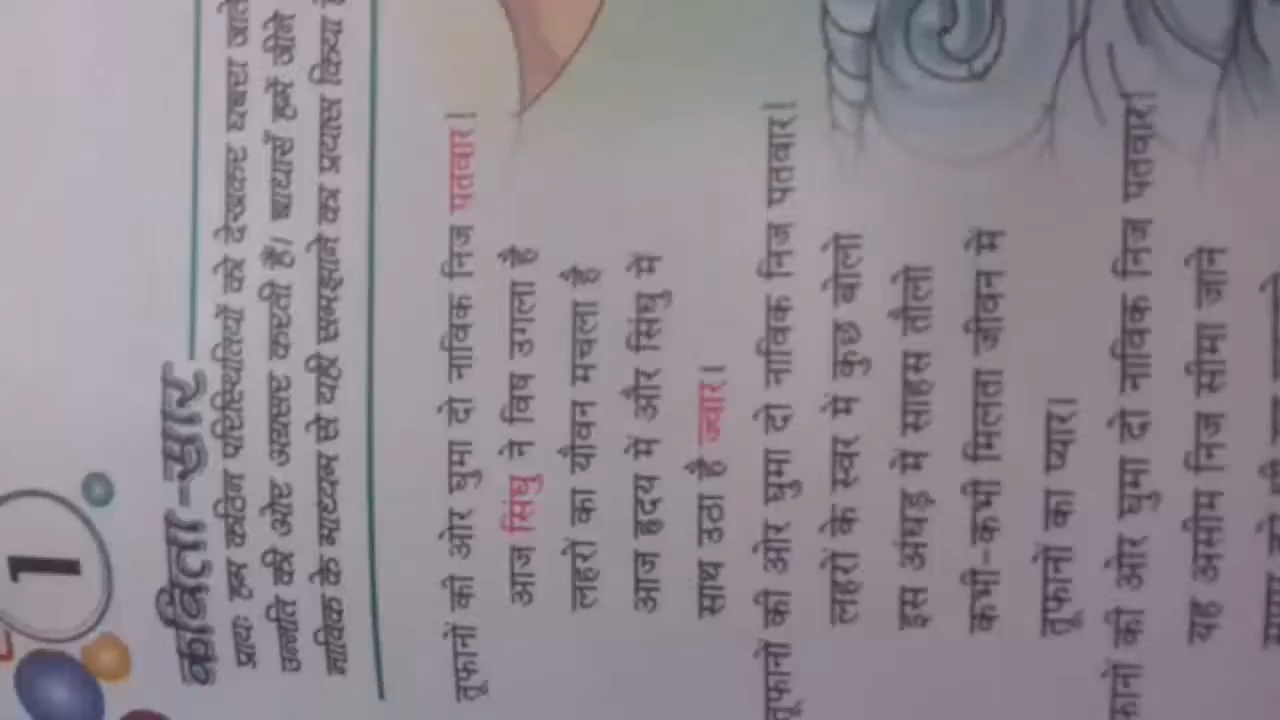 1
कविता-सार
प्रायः हम कठिन परिस्थितियों को देखकर घबरा जाते
उन्नति की ओर अग्रसर करती हैं। बाधाएँ हमें जीने
नाविक के माध्यम से यही समझाने का प्रयास किया
तूफानों की ओर घुमा दो नाविक निज पतवार।
आज सिंधु ने विष उगला है
लहरों का यौवन मचला है
आज हृदय में और सिंधु में
साथ उठा है ज्वार।
तूफानों की ओर घुमा दो नाविक निज पतवार।
लहरों के स्वर में कुछ बोलो
इस अंधड़ में साहस तौलो
कभी-कभी मिलता जीवन में
तूफानों का प्यार।
फानों की ओर घुमा दो नाविक निज पतवार।
यह असीम निज सीमा जाने